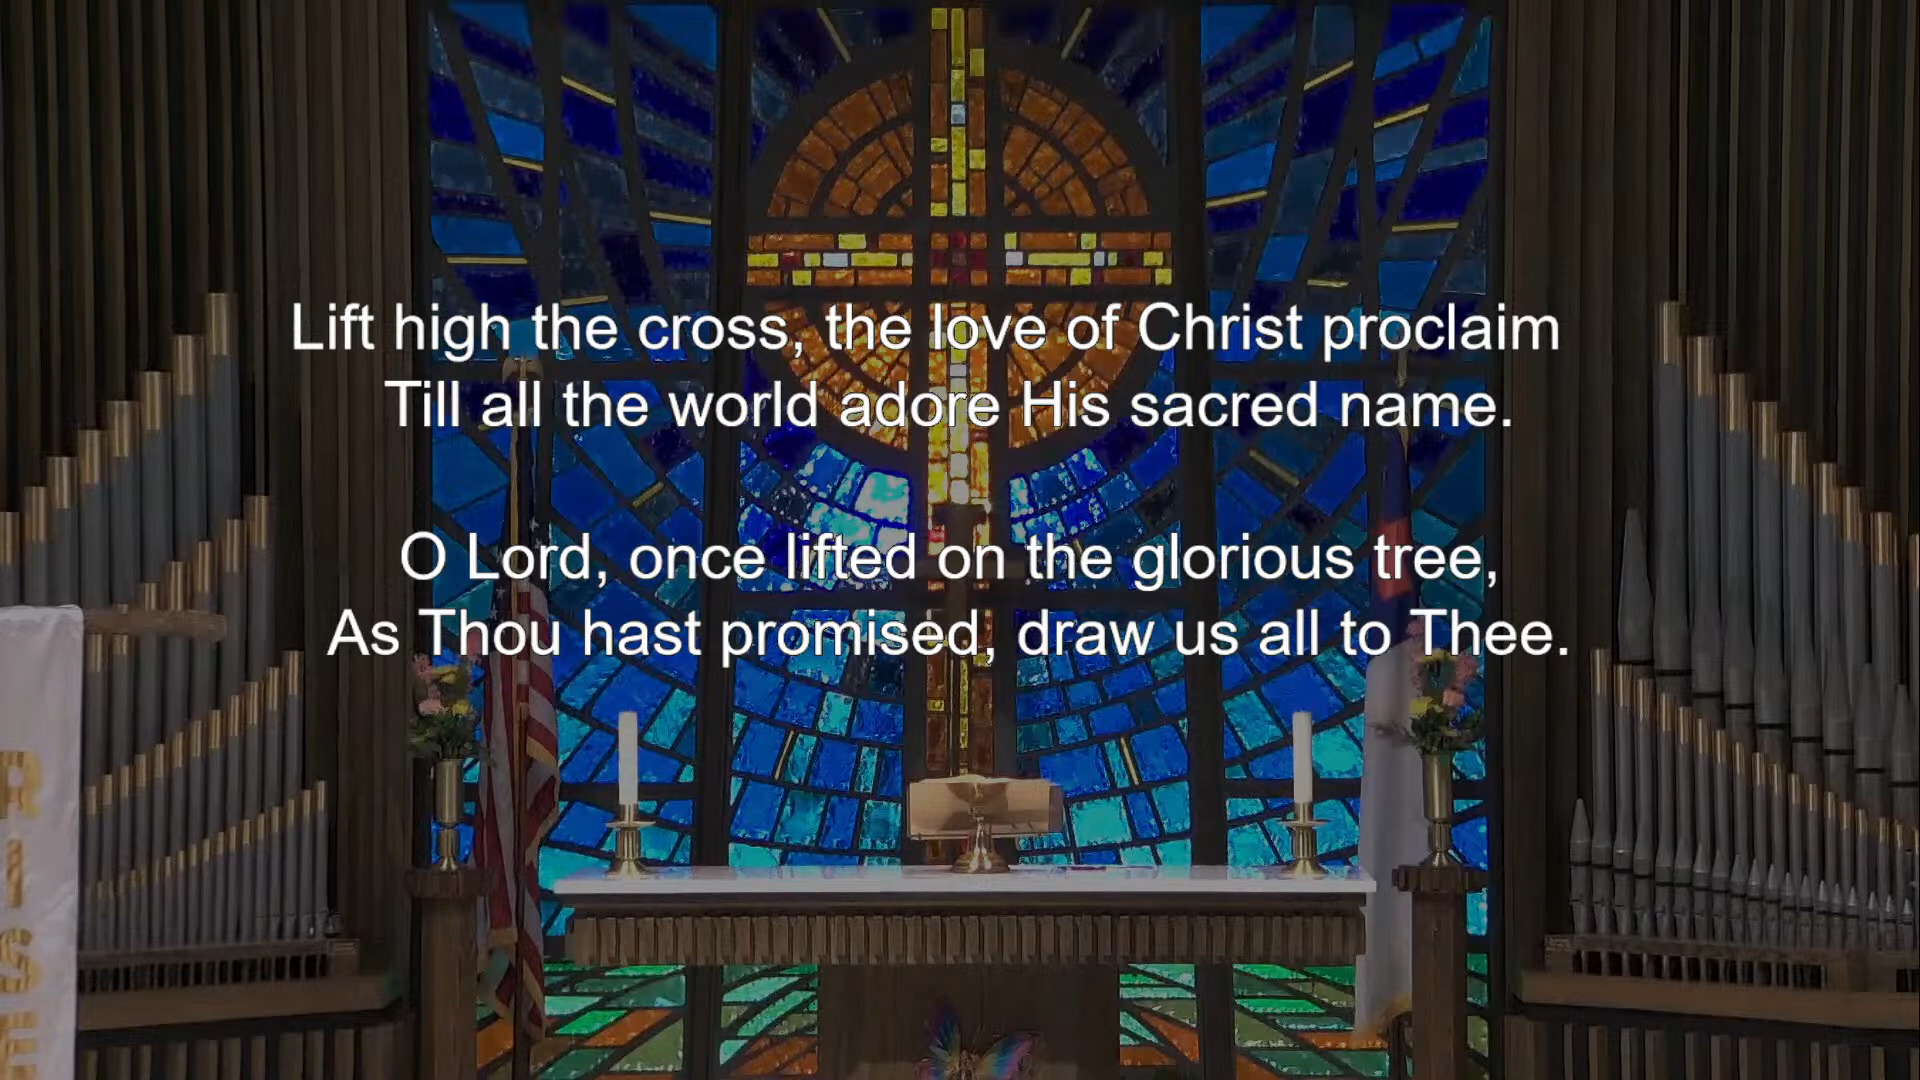 Lift high the cross, the love of Christ proclaim
Till all the world adore His sacred name.
O Lord, once lifted on the glorious tree,
As Thou hast promised, draw us all to Thee.
RISE